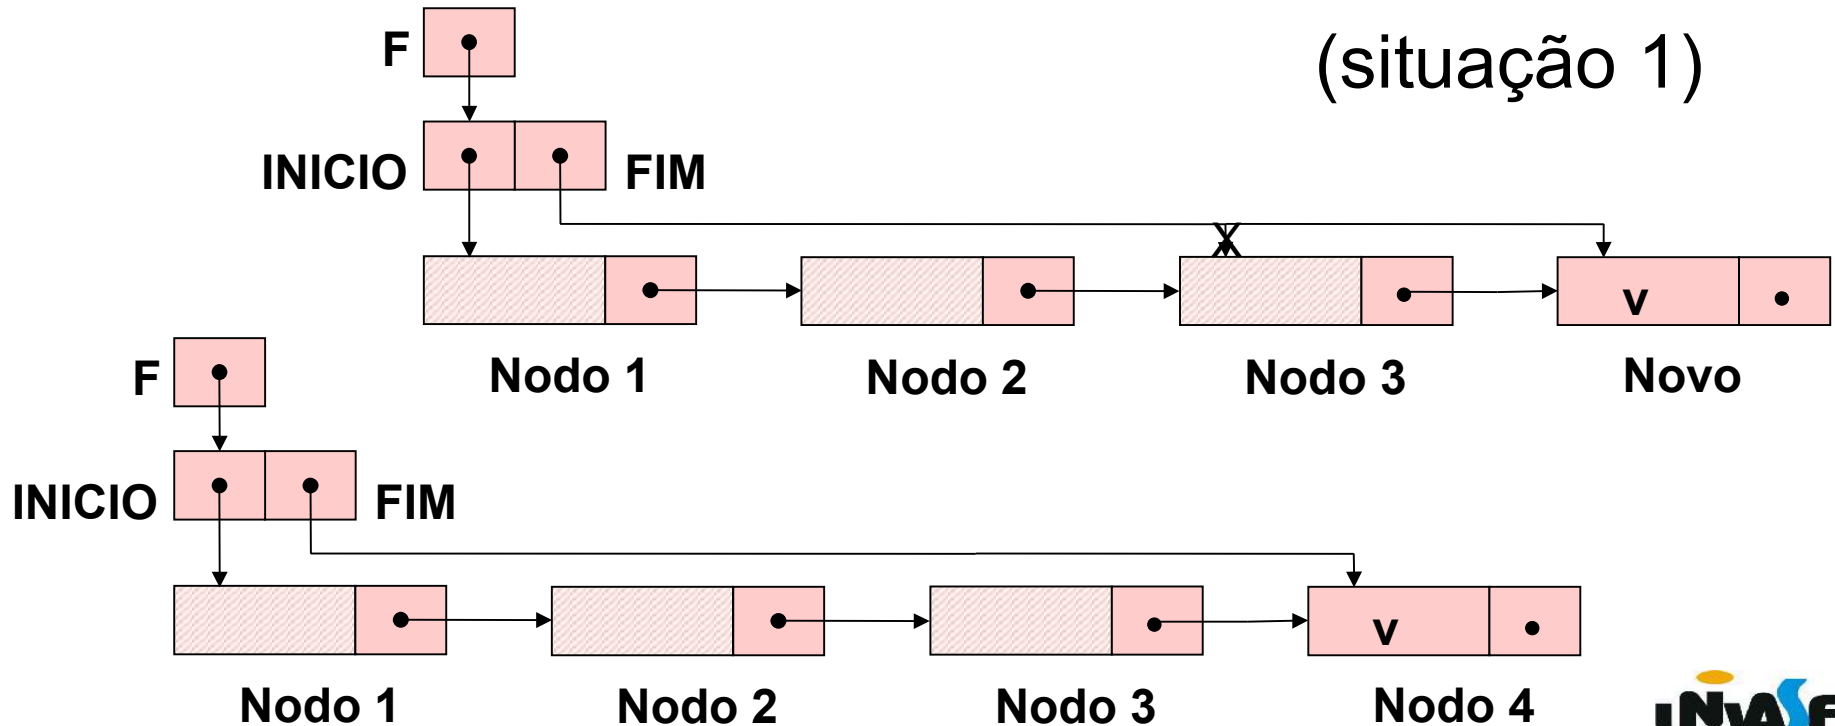 (situação 1)
F
INICIO FIM
X
v
Nodo 1 Nodo 2 Nodo 3 Novo
F
INICIO FIM
v
Nodo 1 Nodo 2 Nodo 3 Nodo 4